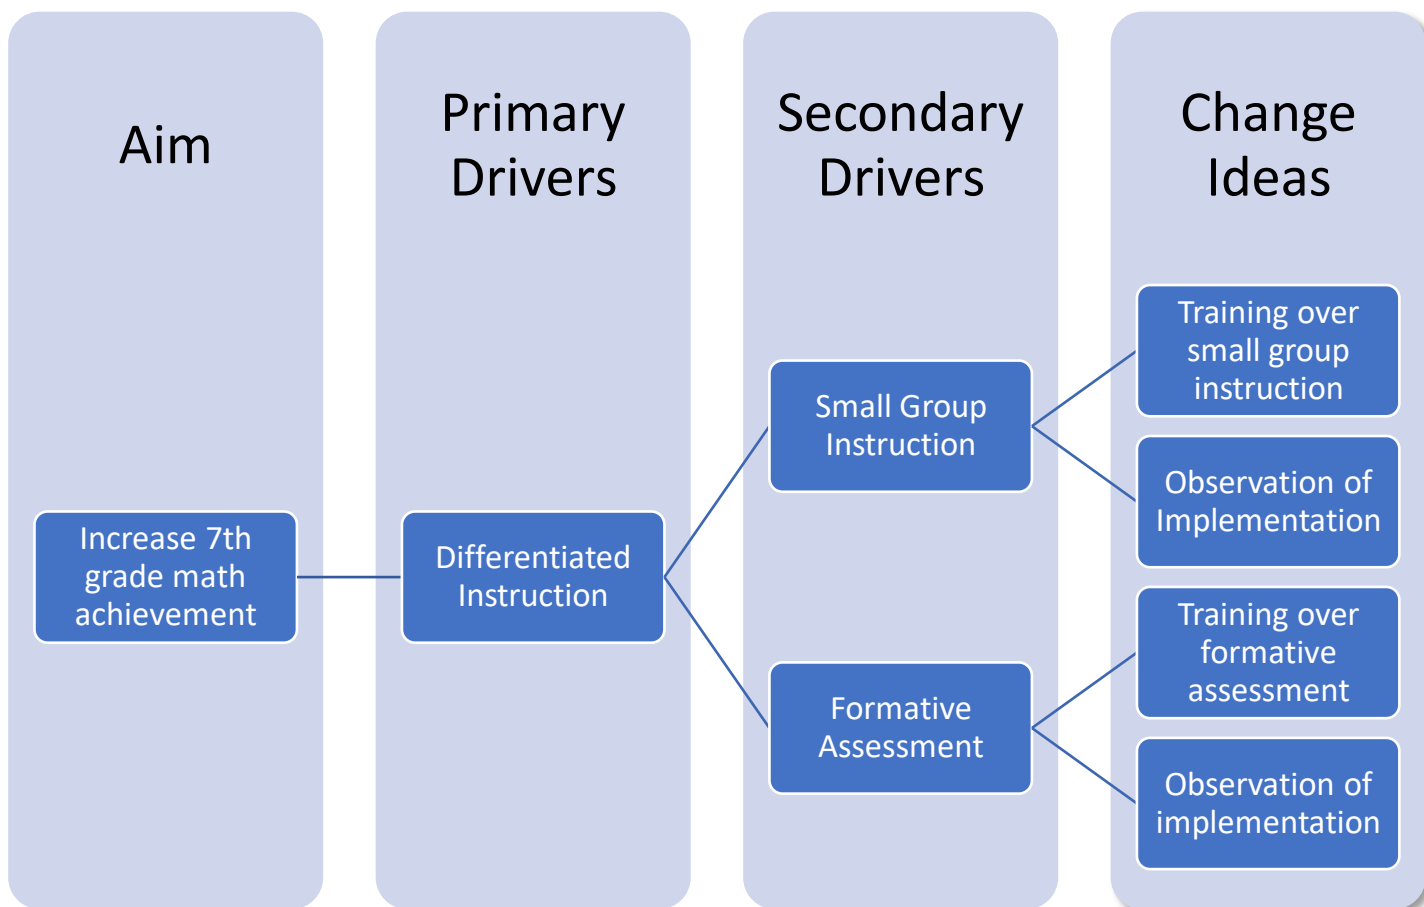 Aim
Primary
Drivers
Secondary
Drivers
Change
Ideas
Increase 7th
grade math
achievement
Differentiated
Instruction
Small Group
Instruction
Formative
Assessment
Training over
small group
instruction
Observation of
Implementation
Training over
formative
assessment
Observation of
implementation